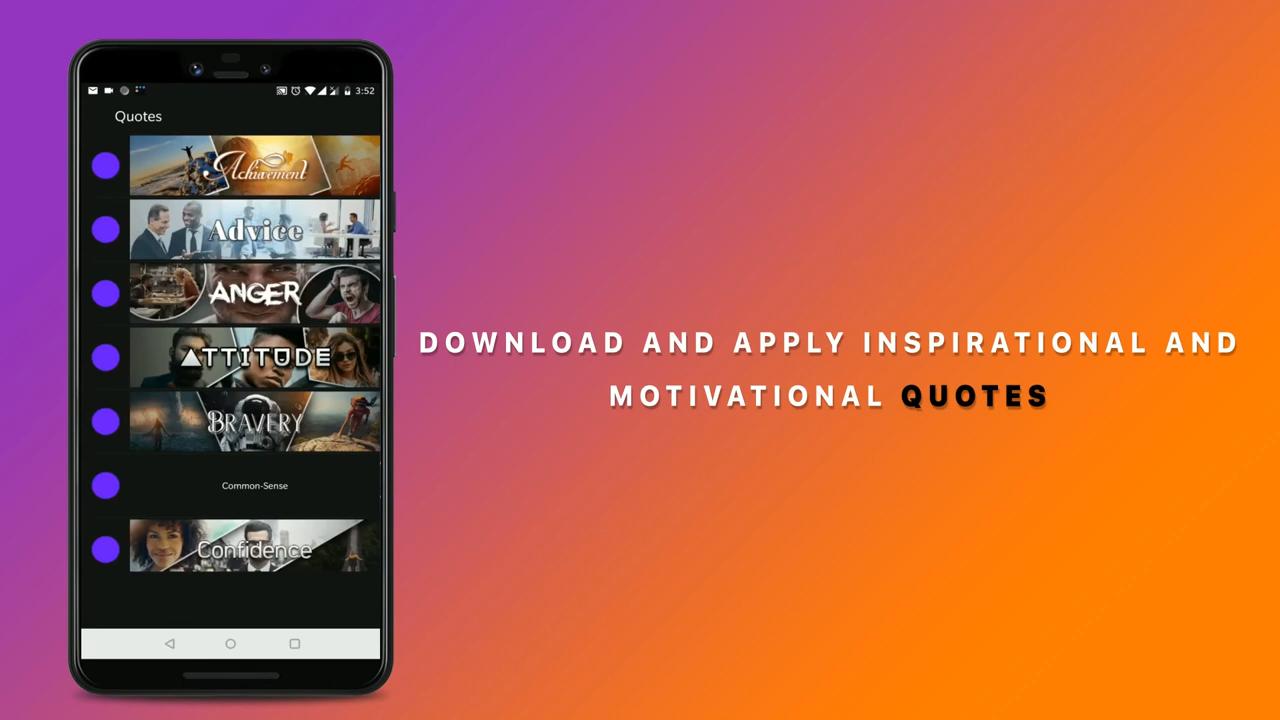 3:52
Quotes
Achievement
Advice
ANGER
ATTITUDE
BRAVERY
Common-Sense
Confidence
DOWNLOAD AND APPLY INSPIRATIONAL AND
MOTIVATIONAL QUOTES